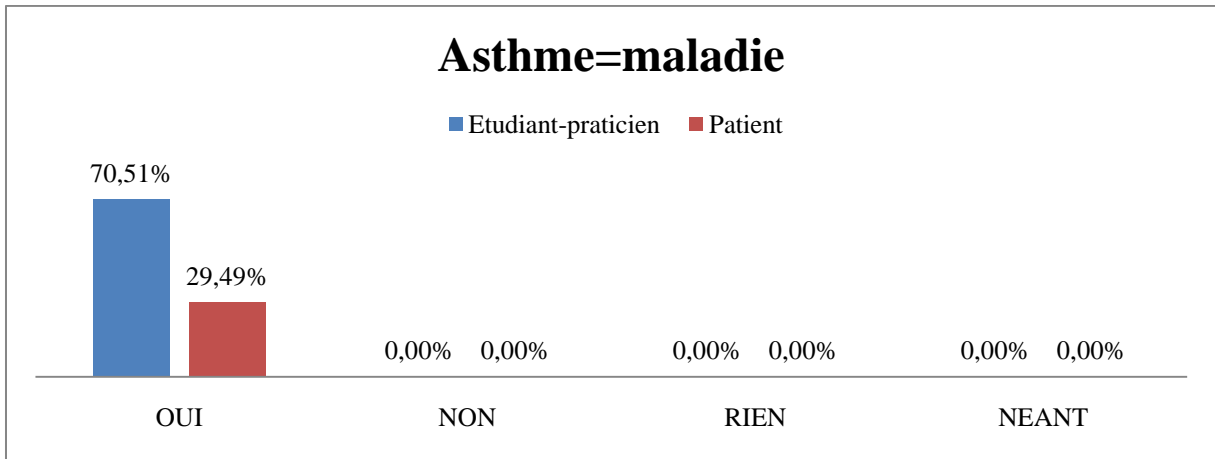 Asthme=maladie
Etudiant-praticien Patient
70,51%
29,49%
0,00% 0,00% 0,00% 0,00% 0,00% 0,00%
OUI NON RIEN NEANT